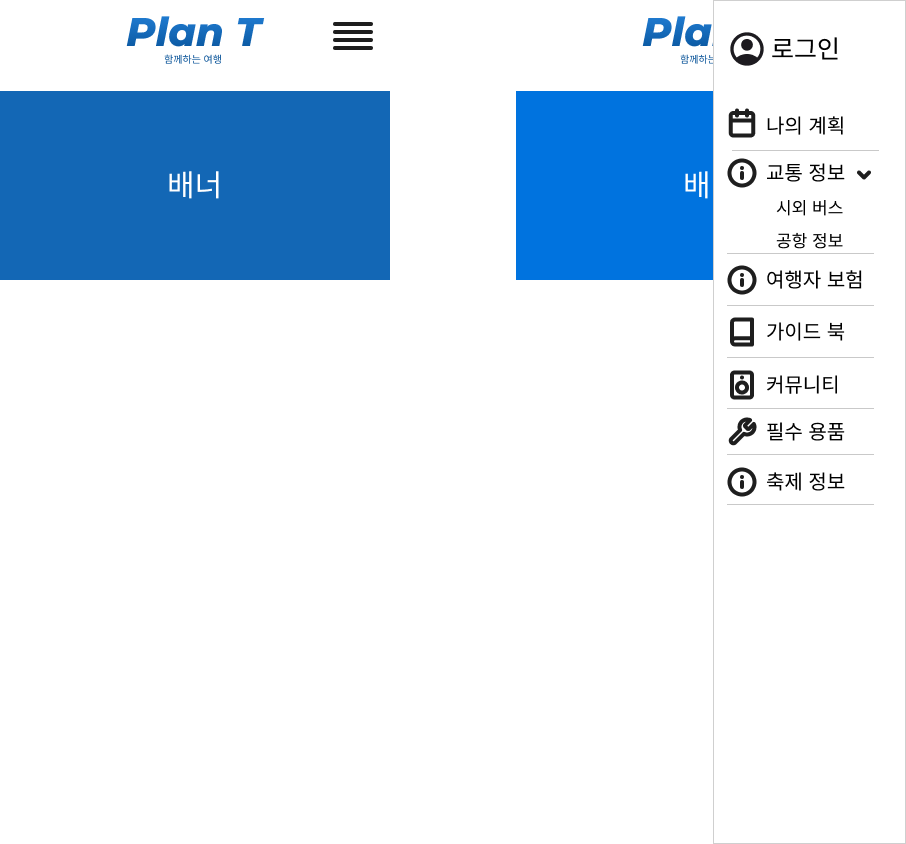 Plan T
함께하는 여행
배너
Pla
함께하는
배
로그인
나의 계획
교통 정보
시외 버스
공항 정보
여행자 보험
가이드 북
커뮤니티
필수 용품
축제 정보